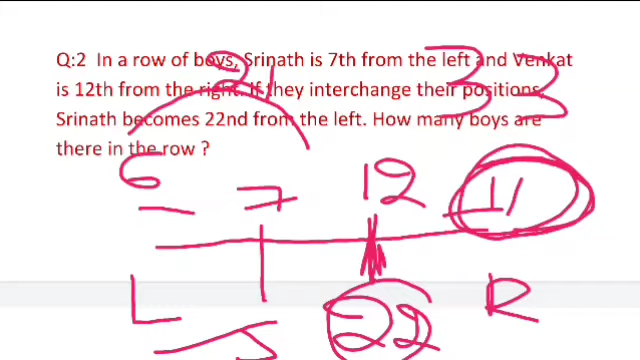 Q:2 In a row of boys, Srinath is 7th from the left and Venkat
is 12th from the right. If they interchange their positions,
Srinath becomes 22nd from the left. How many boys are
there in the row ?
21
33
6
7
12
11
L
R
22